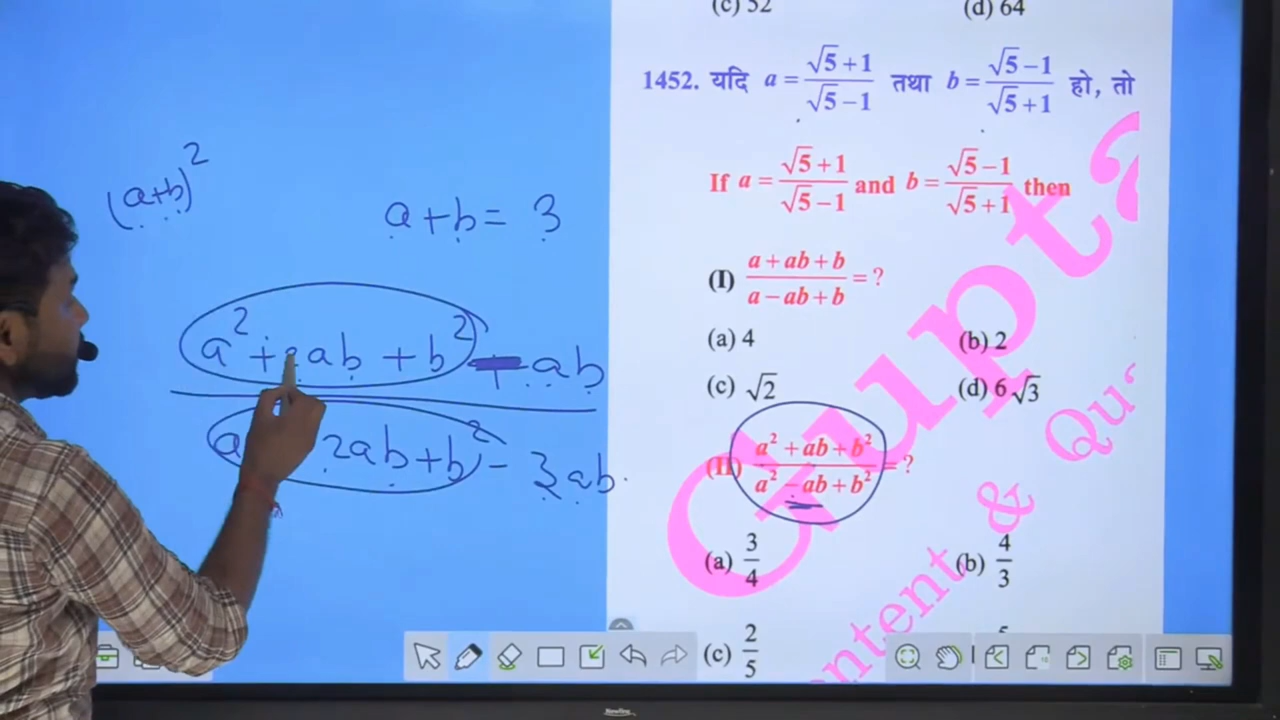 (c) 52 (d) 64
1452. यदि a = (√5+1)/(√5−1) तथा b = (√5−1)/(√5+1) हो, तो
If a = (√5+1)/(√5−1) and b = (√5−1)/(√5+1) then
(I) (a + ab + b)/(a − ab + b) = ?
(a) 4 (b) 2
(c) √2 (d) 6√3
(II) (a² + ab + b²)/(a² − ab + b²) = ?
(a) 3/4 (b) 4/3
(c) 2/5
(a+b)²
a+b = 3
a² + 2ab + b² - ab
2ab + b² - 3ab
Gupta
&